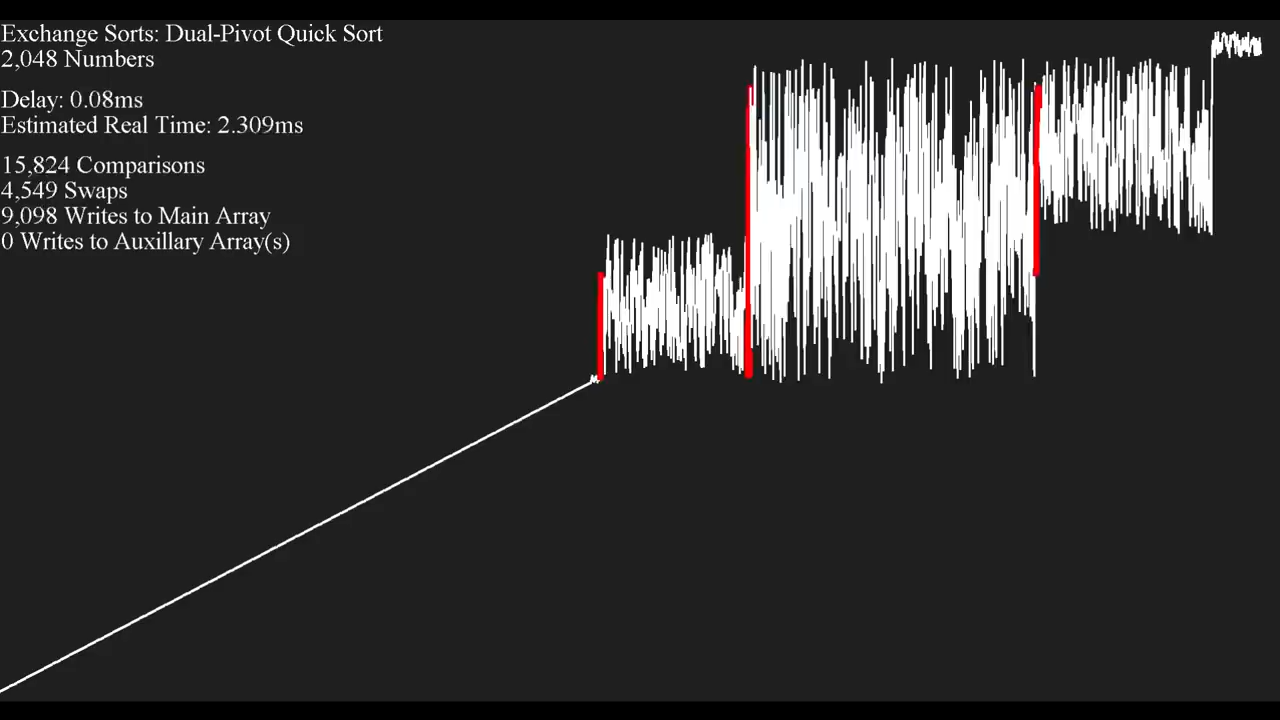 Exchange Sorts: Dual-Pivot Quick Sort
2,048 Numbers
Delay: 0.08ms
Estimated Real Time: 2.309ms
15,824 Comparisons
4,549 Swaps
9,098 Writes to Main Array
0 Writes to Auxillary Array(s)